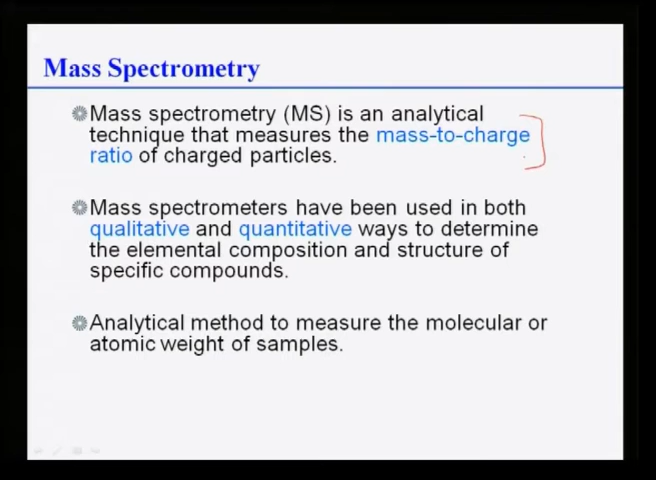 Mass Spectrometry
Mass spectrometry (MS) is an analytical
technique that measures the mass-to-charge
ratio of charged particles.
Mass spectrometers have been used in both
qualitative and quantitative ways to determine
the elemental composition and structure of
specific compounds.
Analytical method to measure the molecular or
atomic weight of samples.